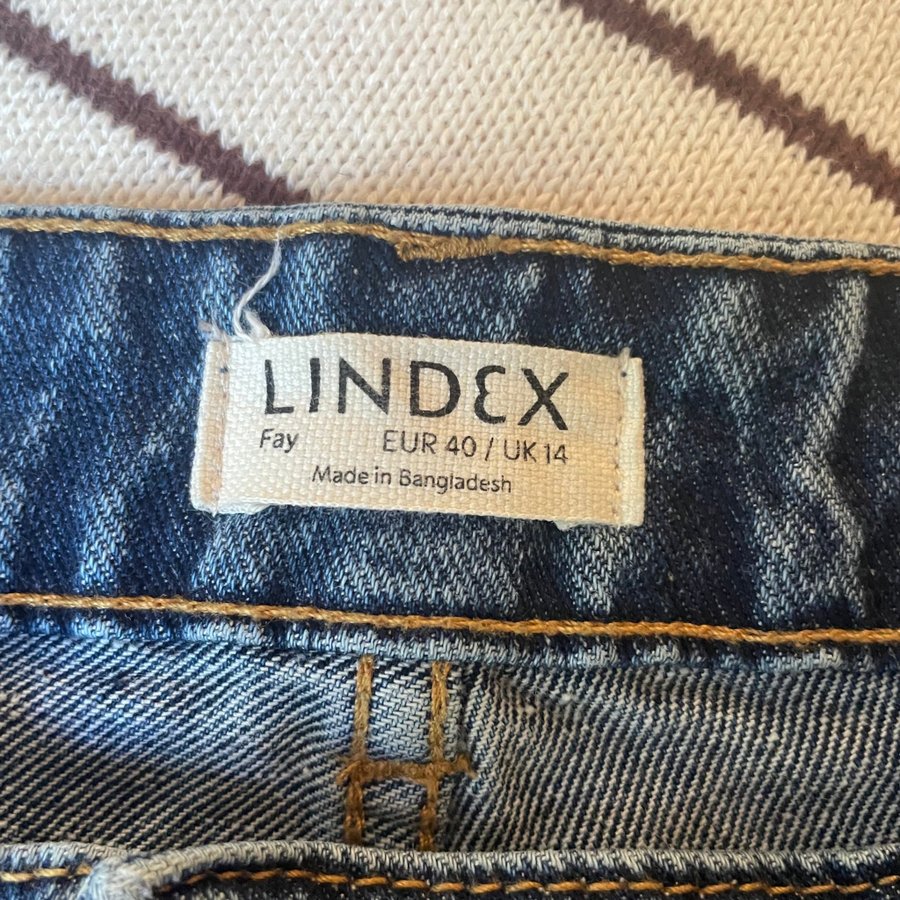 LINDEX
Fay EUR 40 / UK 14
Made in Bangladesh